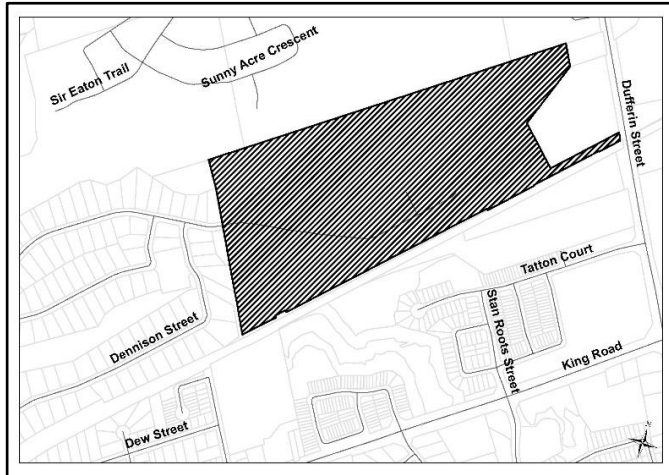 Sunny Acre Crescent
Sir Eaton Trail
Dufferin Street
Tatton Court
Stan Roots Street
King Road
Dennison Street
Dew Street